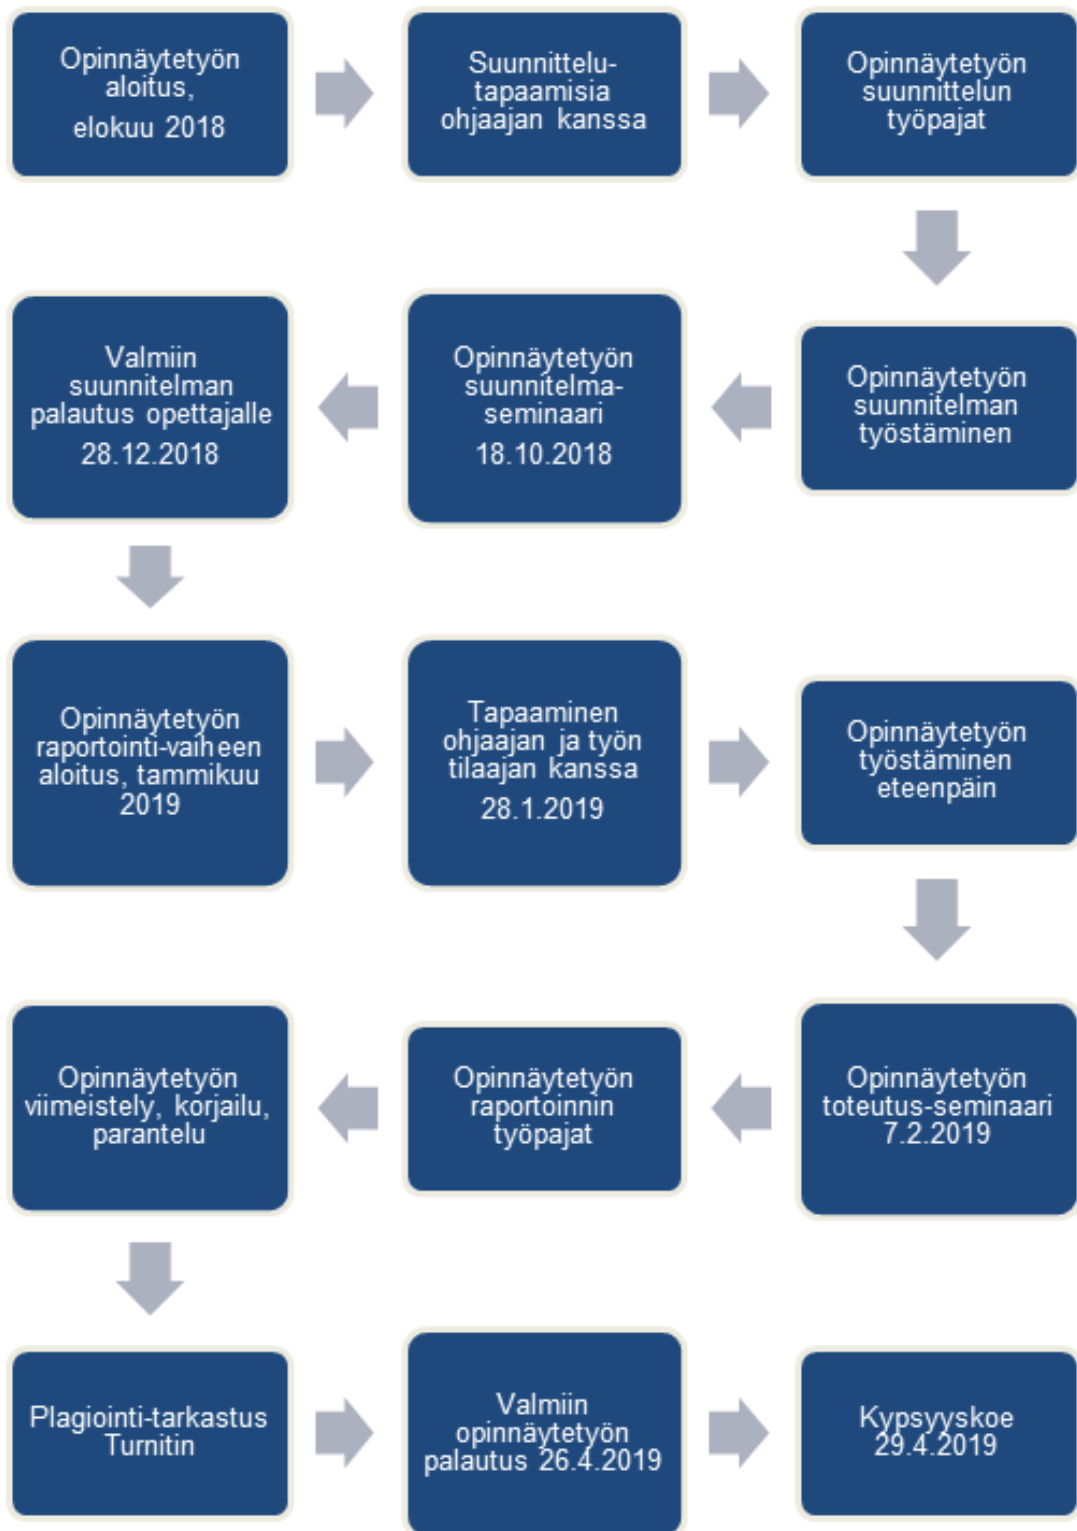 Opinnäytetyön
aloitus,
elokuu 2018
Suunnittelu-
tapaamisia
ohjaajan kanssa
Opinnäytetyön
suunnittelun
työpajat
Opinnäytetyön
suunnitelman
työstäminen
Opinnäytetyön
suunnitelma-
seminaari
18.10.2018
Valmiin
suunnitelman
palautus opettajalle
28.12.2018
Opinnäytetyön
raportointi-vaiheen
aloitus, tammikuu
2019
Tapaaminen
ohjaajan ja työn
tilaajan kanssa
28.1.2019
Opinnäytetyön
työstäminen
eteenpäin
Opinnäytetyön
toteutus-seminaari
7.2.2019
Opinnäytetyön
raportoinnin
työpajat
Opinnäytetyön
viimeistely, korjailu,
parantelu
Plagiointi-tarkastus
Turnitin
Valmiin
opinnäytetyön
palautus 26.4.2019
Kypsyyskoe
29.4.2019